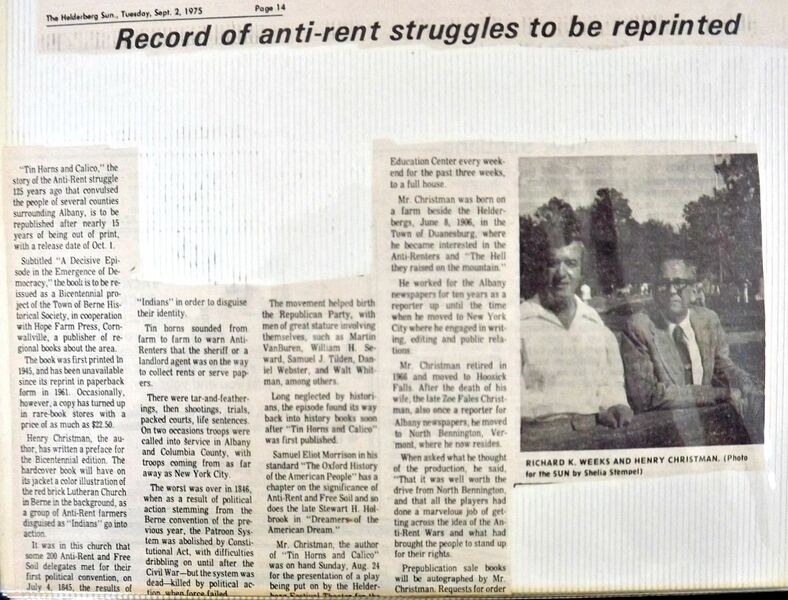 The Helderberg Sun, Tuesday, Sept. 2, 1975 Page 14
Record of anti-rent struggles to be reprinted
"Tin Horns and Calico," the
story of the Anti-Rent struggle
125 years ago that convulsed
the people of several counties
surrounding Albany, is to be
republished after nearly 15
years of being out of print,
with a release date of Oct. 1.
Subtitled "A Decisive Epi-
sode in the Emergence of De-
mocracy," the book is to be re-
issued as a Bicentennial pro-
ject of the Town of Berne His-
torical Society, in cooperation
with Hope Farm Press, Corn-
wallville, a publisher of re-
gional books about the area.
The book was first printed in
1945, and has been unavailable
since its reprint in paperback
form in 1961. Occasionally,
however, a copy has turned up
in rare-book stores with a
price of as much as $22.50.
Henry Christman, the au-
thor, has written a preface for
the Bicentennial edition. The
hardcover book will have on
its jacket a color illustration of
the red brick Lutheran Church
in Berne in the background, as
a group of Anti-Rent farmers
disguised as "Indians" go into
action.
It was in this church that
some 200 Anti-Rent and Free
Soil delegates met for their
first political convention, on
July 4, 1845, the results of
"Indians" in order to disguise
their identity.
Tin horns sounded from
farm to farm to warn Anti-
Renters that the sheriff or a
landlord agent was on the way
to collect rents or serve pap-
ers.
There were tar-and-feather-
ings, then shootings, trials,
packed courts, life sentences.
On two occasions troops were
called into service in Albany
and Columbia County, with
troops coming from as far
away as New York City.
The worst was over in 1846,
when as a result of political
action stemming from the
Berne convention of the pre-
vious year, the Patroon Sys-
tem was abolished by Consti-
tutional Act, with difficulties
dribbling on until after the
Civil War—but the system was
dead—killed by political ac-
tion when force failed.
The movement helped birth
the Republican Party, with
men of great stature involving
themselves, such as Martin
VanBuren, William H. Se-
ward, Samuel J. Tilden, Dan-
iel Webster, and Walt Whit-
man, among others.
Long neglected by histori-
ans, the episode found its way
back into history books soon
after "Tin Horns and Calico"
was first published.
Samuel Eliot Morrison in his
standard "The Oxford History
of the American People" has a
chapter on the significance of
Anti-Rent and Free Soil and so
does the late Stewart H. Hol-
brook in "Dreamers of the
American Dream."
Mr. Christman, the author
of "Tin Horns and Calico"
was on hand Sunday, Aug. 24
for the presentation of a play
being put on by the Helder-
berg Festival Theater for the
Education Center every week-
end for the past three weeks,
to a full house.
Mr. Christman was born on
a farm beside the Helder-
bergs, June 8, 1906, in the
Town of Duanesburg, where
he became interested in the
Anti-Renters and "The Hell
they raised on the mountain."
He worked for the Albany
newspapers for ten years as a
reporter up until the time
when he moved to New York
City where he engaged in writ-
ing, editing and public rela-
tions.
Mr. Christman retired in
1966 and moved to Hoosick
Falls. After the death of his
wife, the late Zoe Fales Christ-
man, also once a reporter for
Albany newspapers, he moved
to North Bennington, Ver-
mont, where he now resides.
When asked what he thought
of the production, he said,
"That it was well worth the
drive from North Bennington,
and that all the players had
done a marvelous job of get-
ting across the idea of the An-
ti-Rent Wars and what had
brought the people to stand up
for their rights.
Prepublication sale books
will be autographed by Mr.
Christman. Requests for order
RICHARD K. WEEKS AND HENRY CHRISTMAN. (Photo
for the SUN by Shelia Stempel)